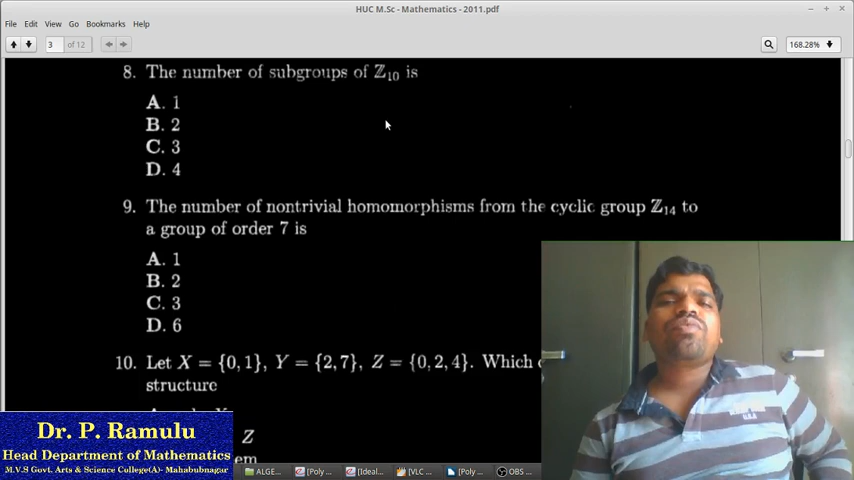 HUC M.Sc - Mathematics - 2011.pdf
File Edit View Go Bookmarks Help
3 of 12
168.28%
8. The number of subgroups of ℤ₁₀ is
A. 1
B. 2
C. 3
D. 4
9. The number of nontrivial homomorphisms from the cyclic group ℤ₁₄ to
a group of order 7 is
A. 1
B. 2
C. 3
D. 6
10. Let X = {0,1}, Y = {2,7}, Z = {0,2,4}. Which
structure
Z
em
Dr. P. Ramulu
Head Department of Mathematics
M.V.S Govt. Arts & Science College(A)- Mahabubnagar
ALGE... [Poly ... [Ideal... [VLC ... [Poly ... OBS ...